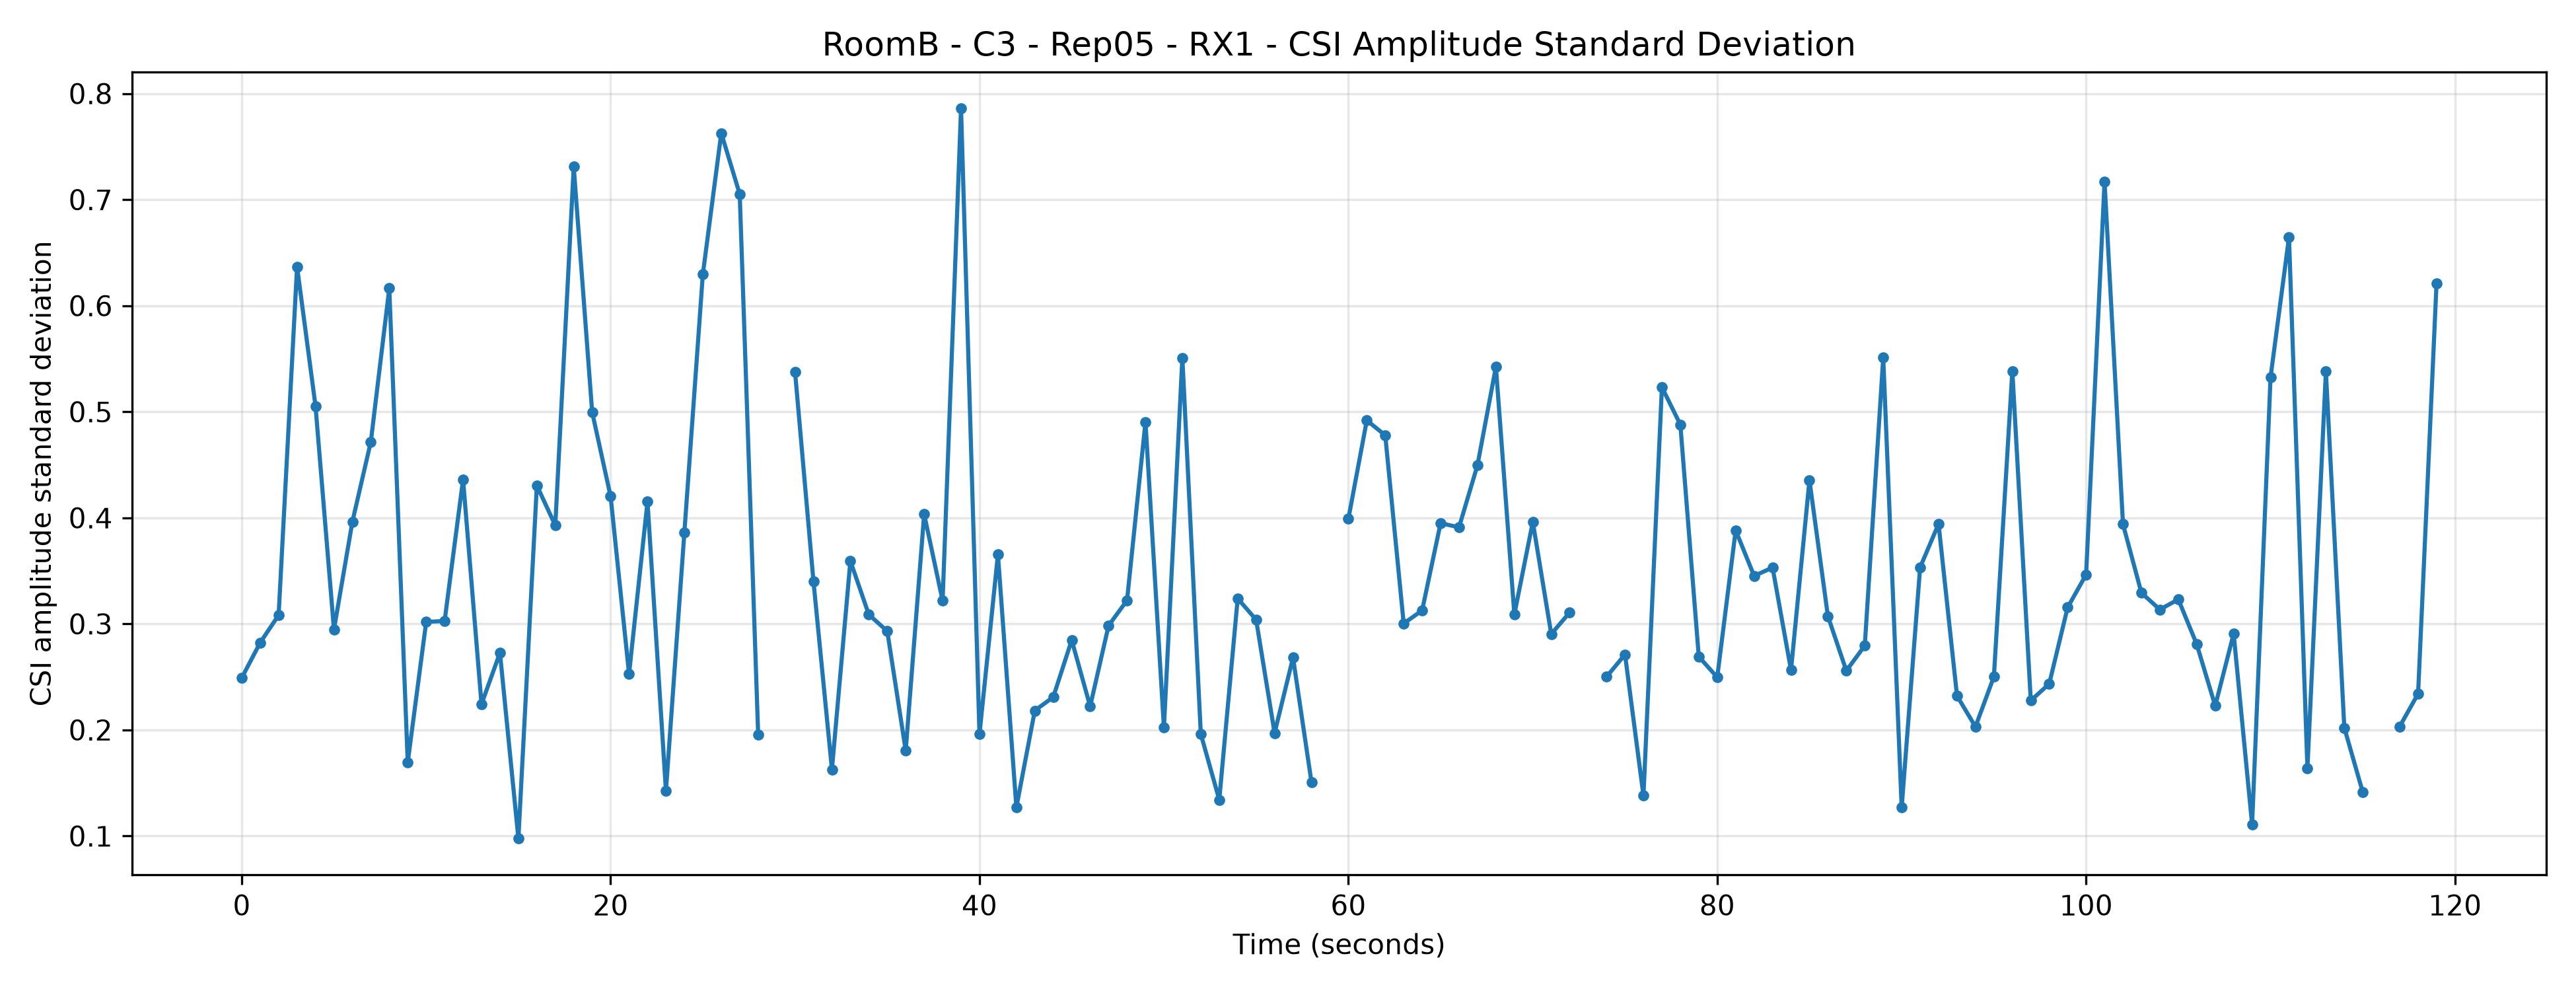 RoomB - C3 - Rep05 - RX1 - CSI Amplitude Standard Deviation
CSI amplitude standard deviation
0.8
0.7
0.6
0.5
0.4
0.3
0.2
0.1
0 20 40 60 80 100 120
Time (seconds)